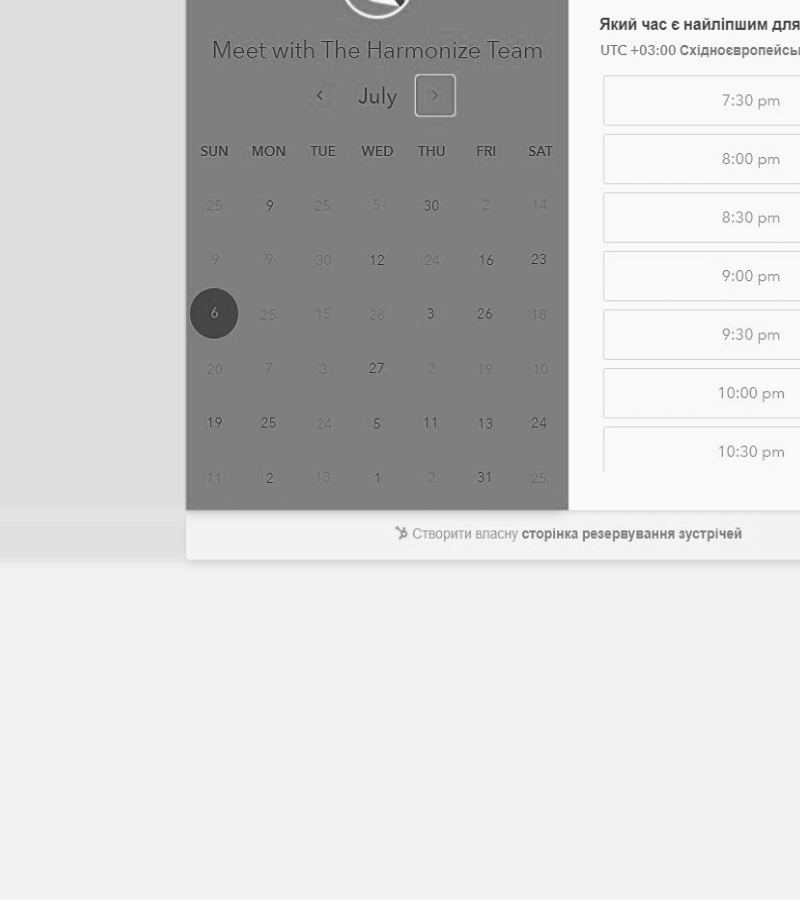 Meet with The Harmonize Team
July
SUN MON TUE WED THU FRI SAT
25 9 25 5 30 2 14
9 9 30 12 24 16 23
6 25 15 28 3 26 18
20 7 3 27 2 19 10
19 25 24 5 11 13 24
11 2 13 1 2 31 25
Який час є найліпшим для
UTC +03:00
7:30 pm
8:00 pm
8:30 pm
9:00 pm
9:30 pm
10:00 pm
10:30 pm
Створити власну сторінка резервування зустрічей